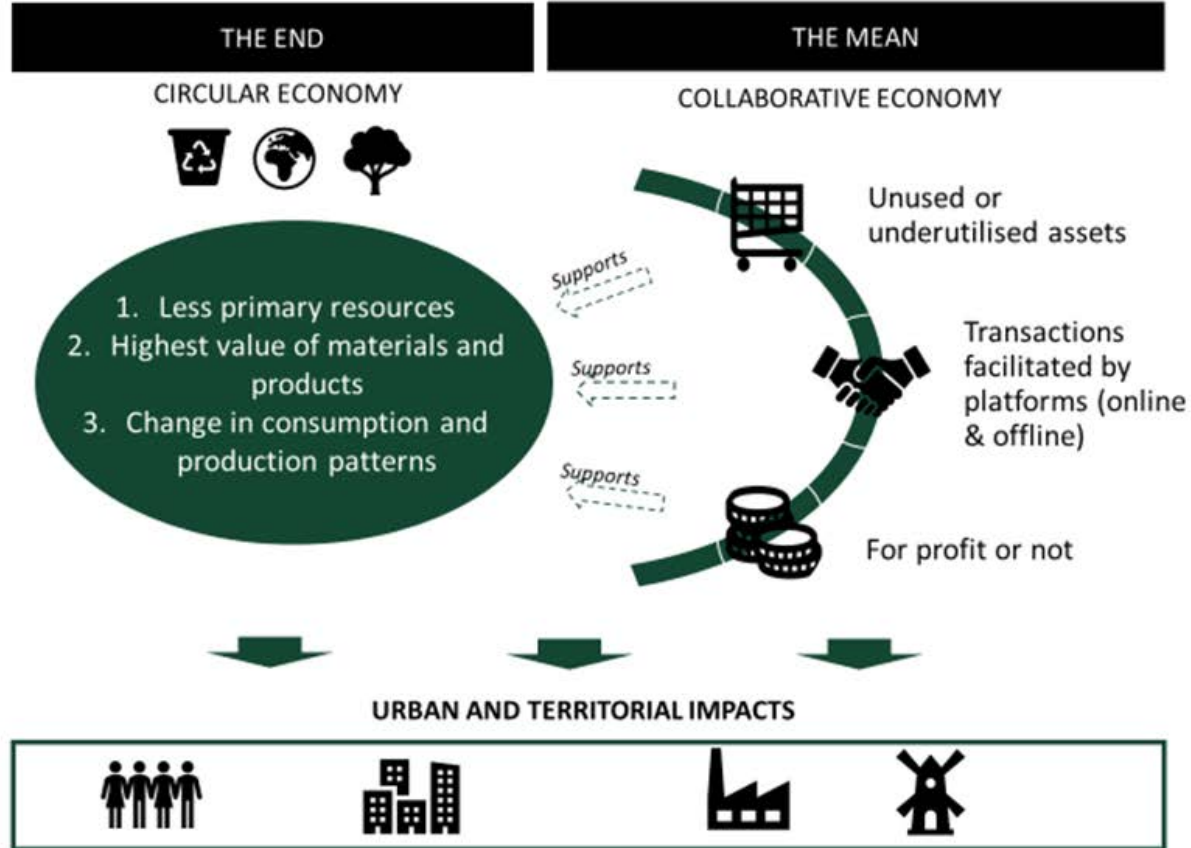 THE END
THE MEAN
CIRCULAR ECONOMY
COLLABORATIVE ECONOMY
1. Less primary resources
2. Highest value of materials and
products
3. Change in consumption and
production patterns
Supports
Supports
Supports
Unused or
underutilised assets
Transactions
facilitated by
platforms (online
& offline)
For profit or not
URBAN AND TERRITORIAL IMPACTS